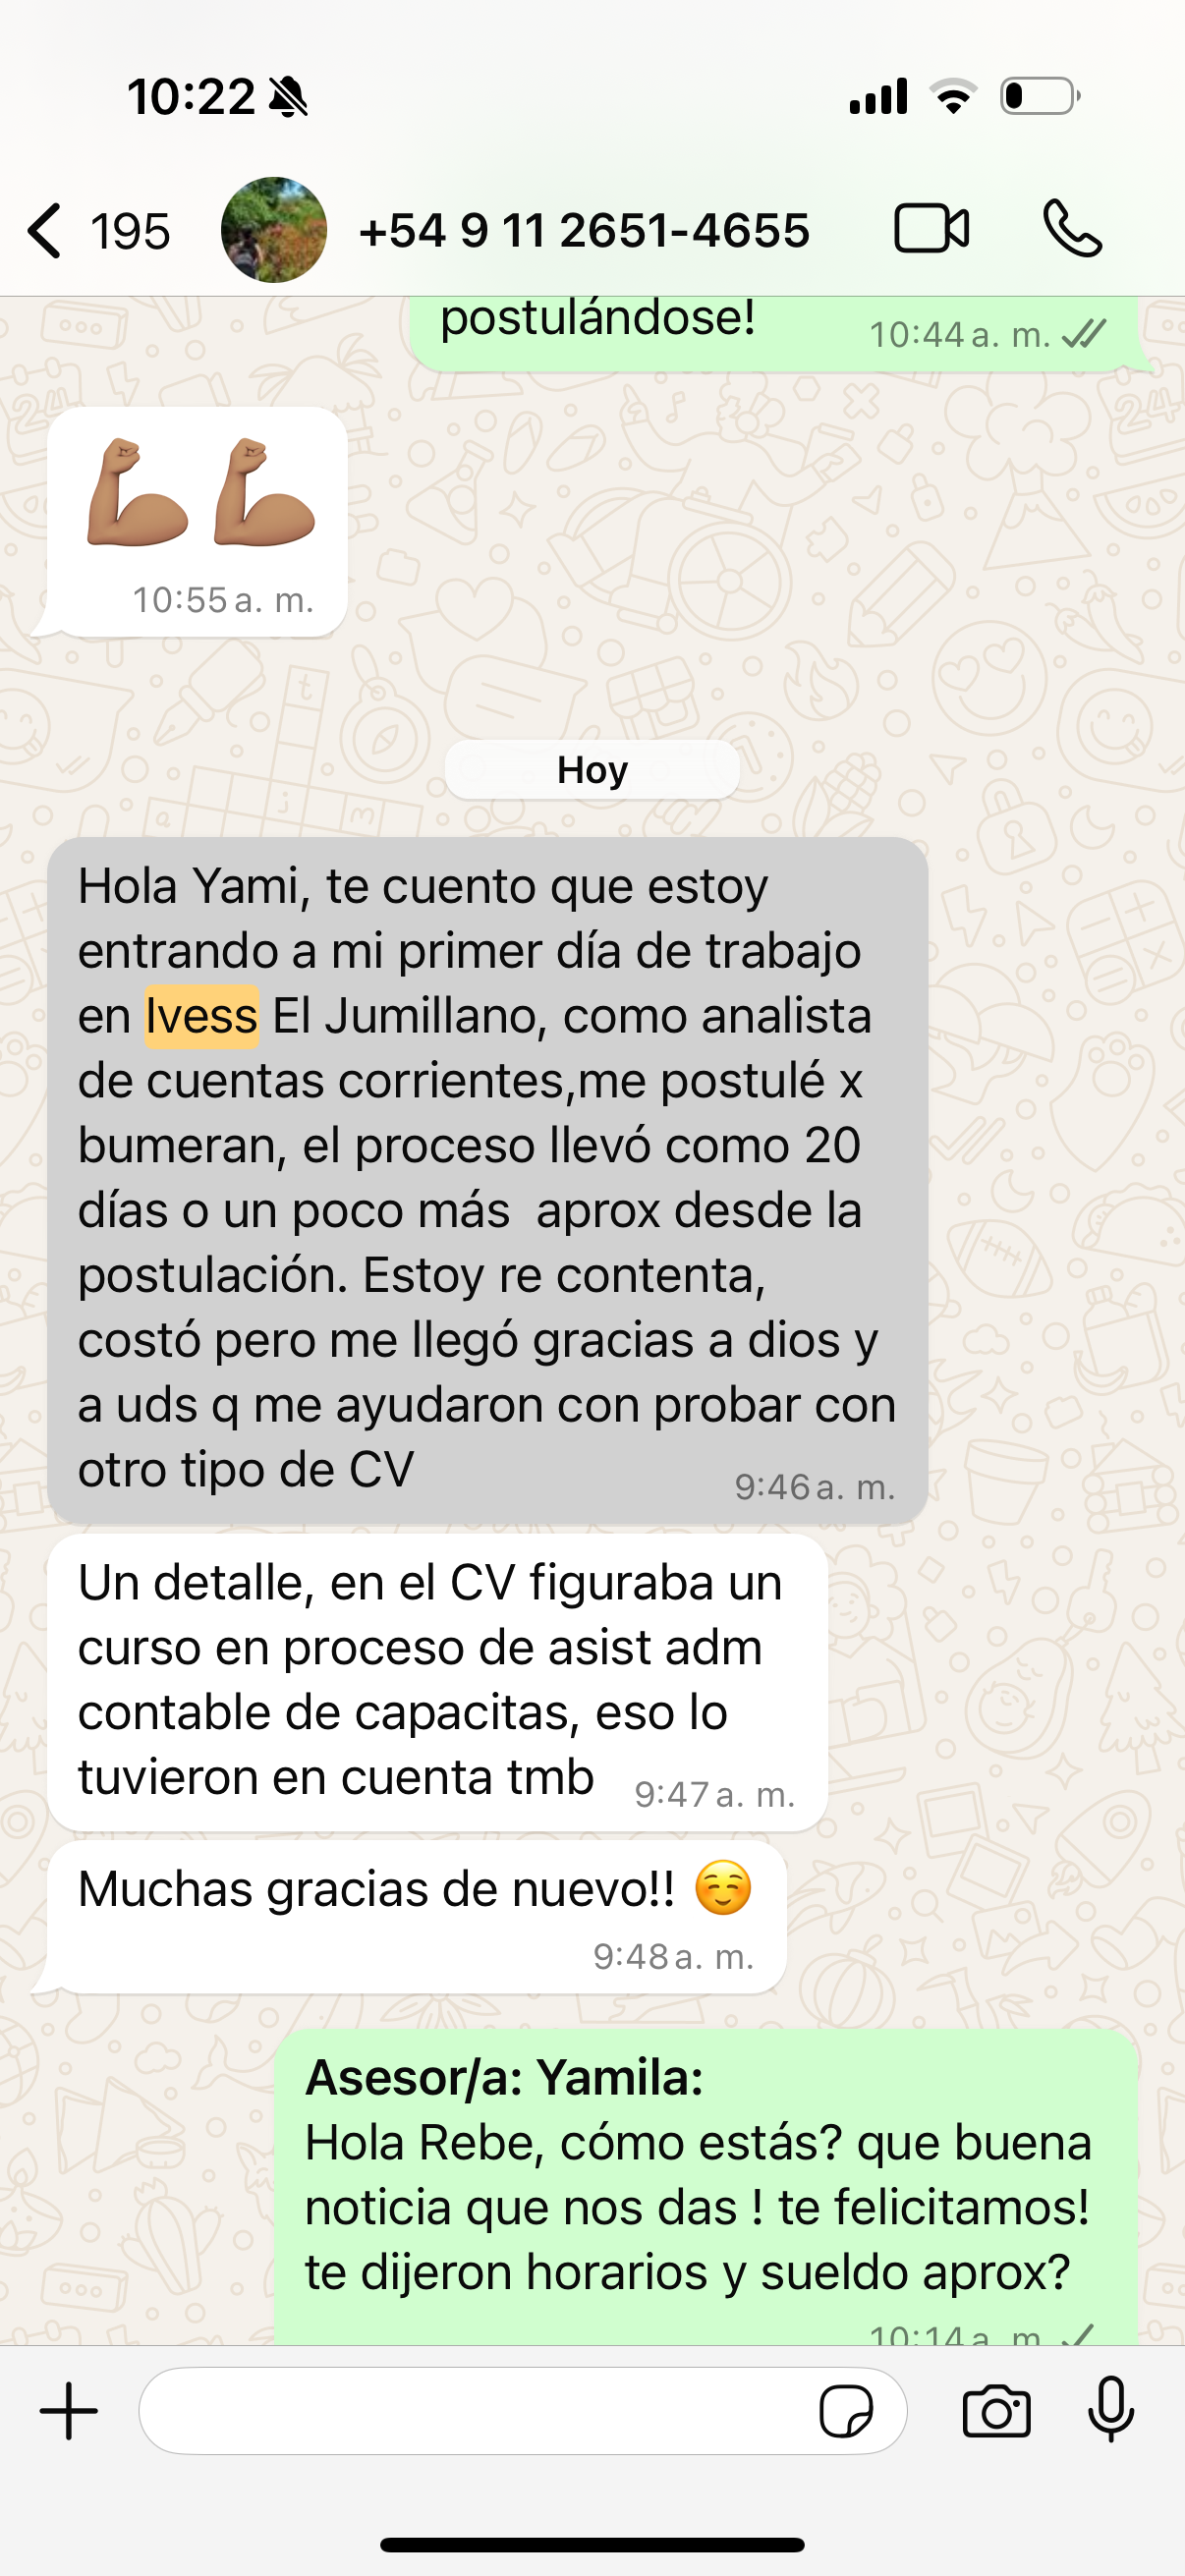 10:22
195
+54 9 11 2651-4655
postulándose!
10:44 a. m.
10:55 a. m.
Hoy
Hola Yami, te cuento que estoy
entrando a mi primer día de trabajo
en Ivess El Jumillano, como analista
de cuentas corrientes,me postulé x
bumeran, el proceso llevó como 20
días o un poco más  aprox desde la
postulación. Estoy re contenta,
costó pero me llegó gracias a dios y
a uds q me ayudaron con probar con
otro tipo de CV
9:46 a. m.
Un detalle, en el CV figuraba un
curso en proceso de asist adm
contable de capacitas, eso lo
tuvieron en cuenta tmb
9:47 a. m.
Muchas gracias de nuevo!! ☺️
9:48 a. m.
Asesor/a: Yamila:
Hola Rebe, cómo estás? que buena
noticia que nos das ! te felicitamos!
te dijeron horarios y sueldo aprox?
10:14 a. m.